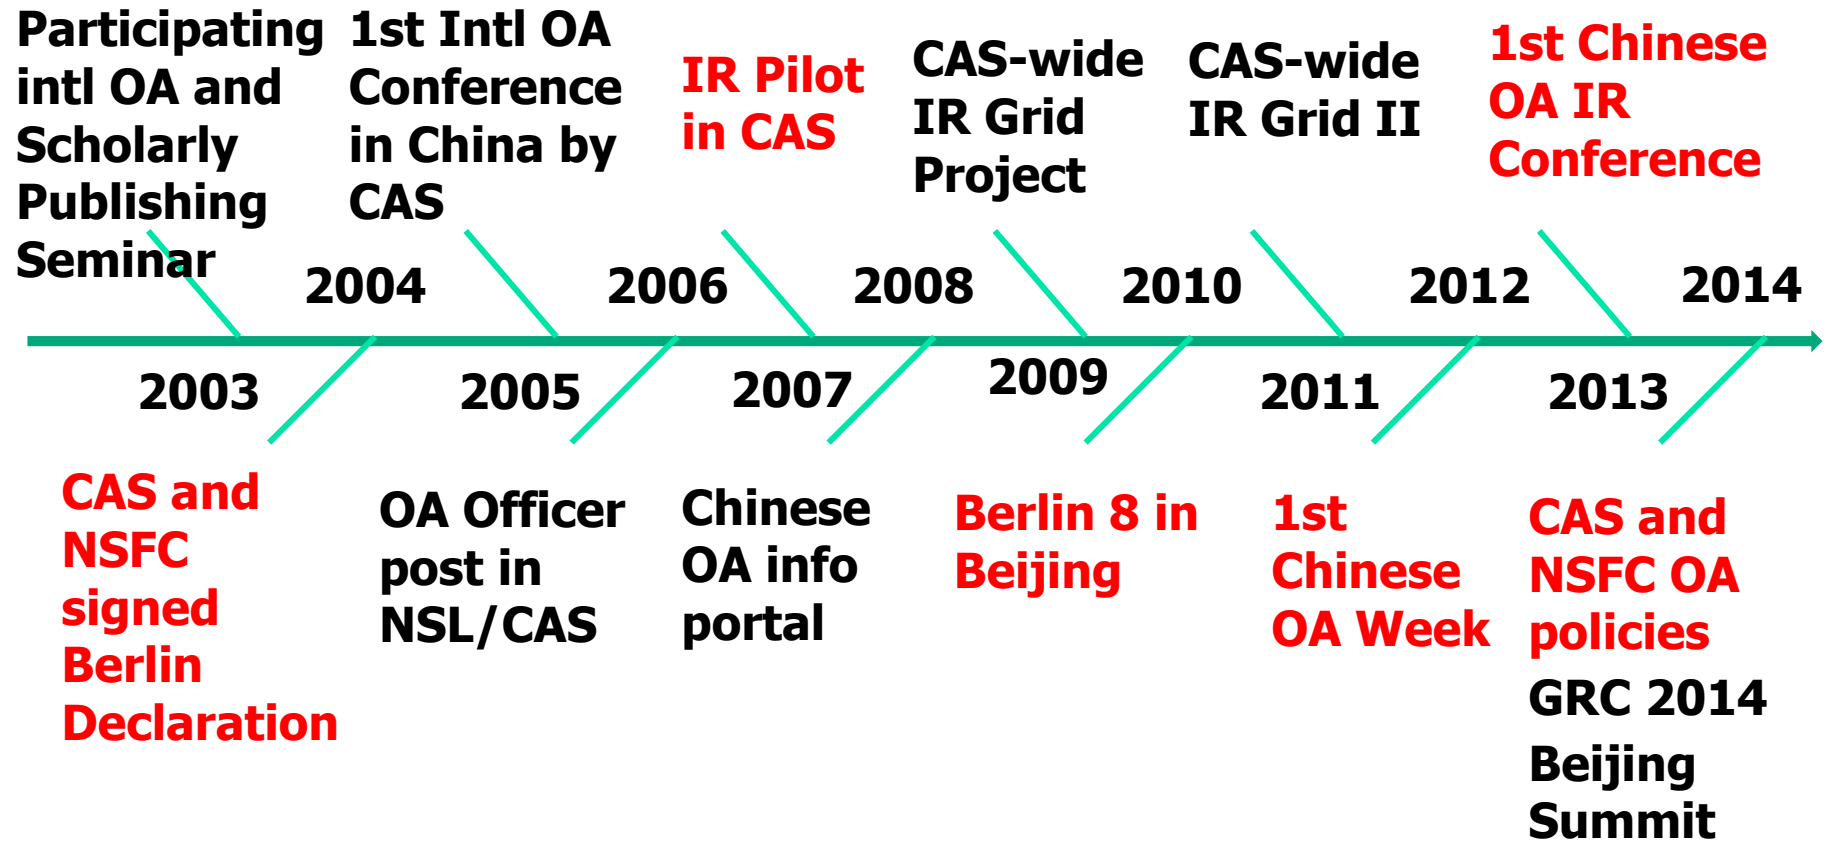 Participating
intl OA and
Scholarly
Publishing
Seminar
1st Intl OA
Conference
in China by
CAS
IR Pilot
in CAS
CAS-wide
IR Grid
Project
CAS-wide
IR Grid II
1st Chinese
OA IR
Conference
2004
2006
2008
2010
2012
2014
2003
2005
2007
2009
2011
2013
CAS and
NSFC
signed
Berlin
Declaration
OA Officer
post in
NSL/CAS
Chinese
OA info
portal
Berlin 8 in
Beijing
1st
Chinese
OA Week
CAS and
NSFC OA
policies
GRC 2014
Beijing
Summit